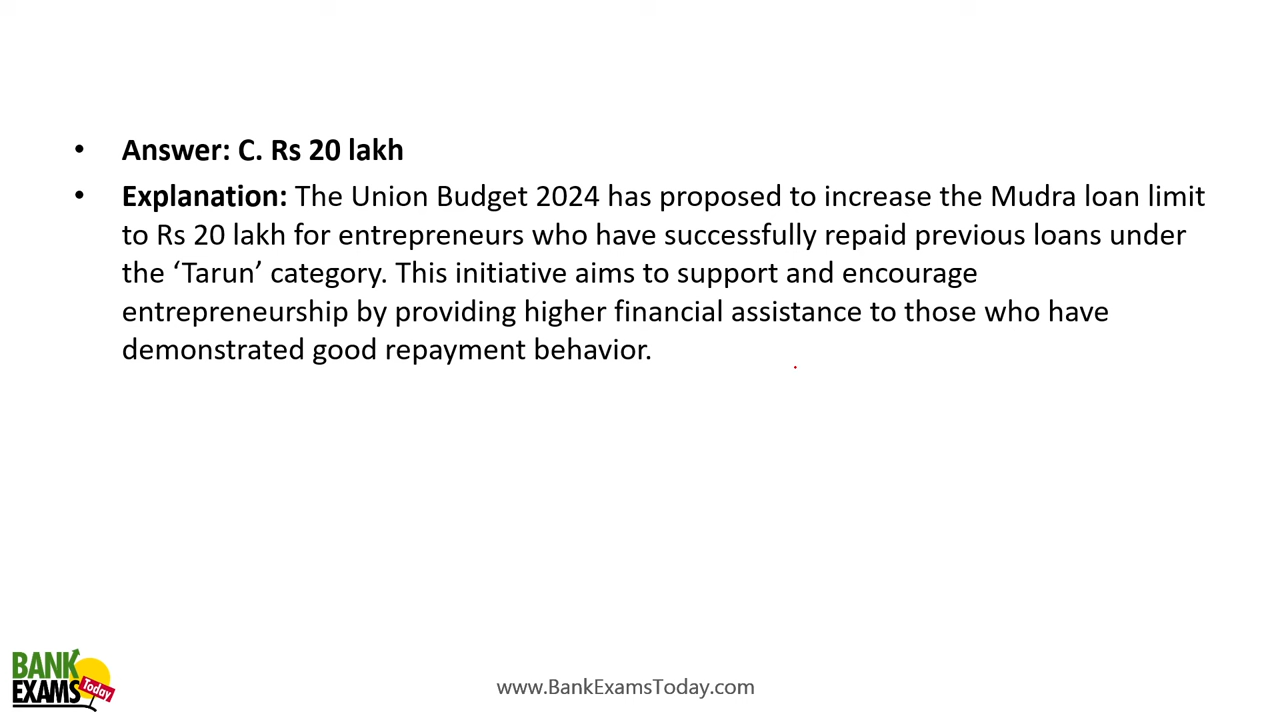 • Answer: C. Rs 20 lakh
• Explanation: The Union Budget 2024 has proposed to increase the Mudra loan limit
to Rs 20 lakh for entrepreneurs who have successfully repaid previous loans under
the ‘Tarun’ category. This initiative aims to support and encourage
entrepreneurship by providing higher financial assistance to those who have
demonstrated good repayment behavior.
BANK
EXAMS
Today
www.BankExamsToday.com